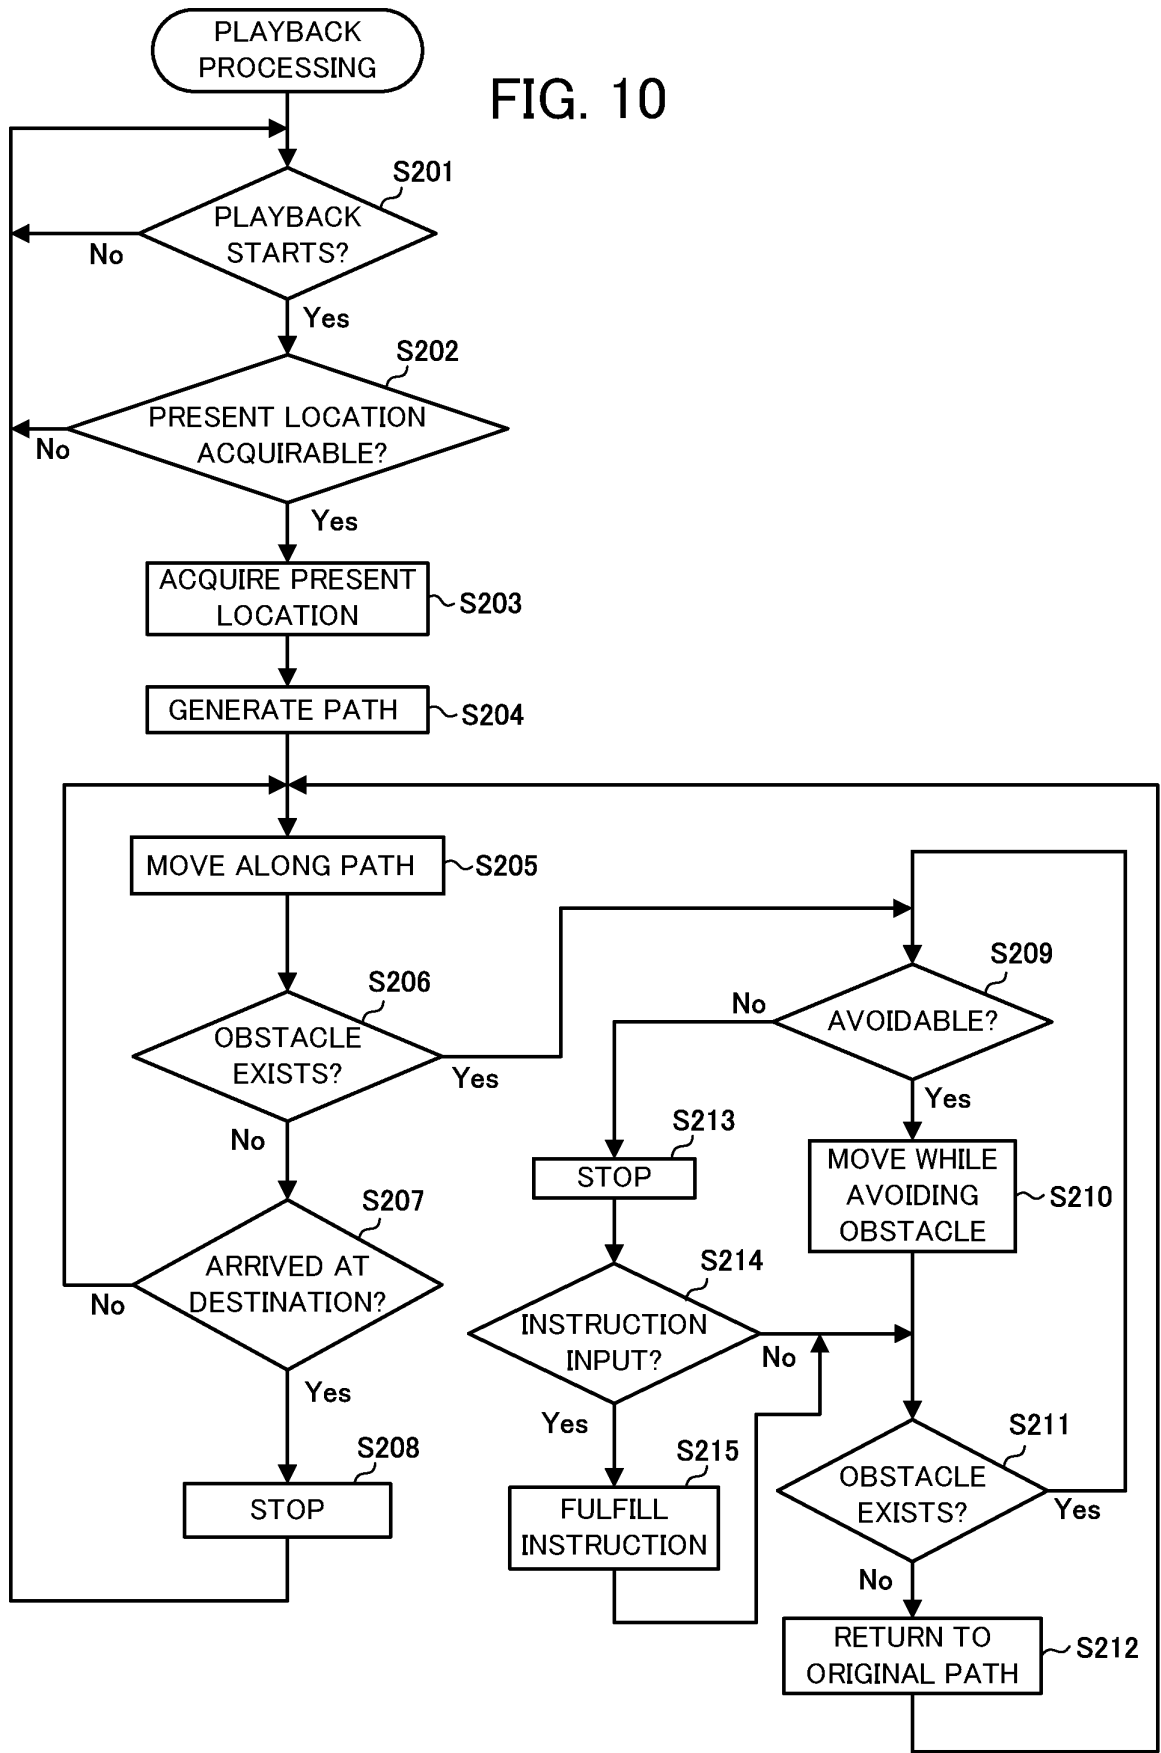 PLAYBACK
PROCESSING
FIG. 10
S201
PLAYBACK
STARTS?
No
Yes
S202
PRESENT LOCATION
ACQUIRABLE?
No
Yes
ACQUIRE PRESENT
LOCATION
S203
GENERATE PATH
S204
MOVE ALONG PATH
S205
S206
OBSTACLE
EXISTS?
Yes
No
S207
ARRIVED AT
DESTINATION?
No
Yes
S208
STOP
S209
AVOIDABLE?
No
Yes
S213
STOP
MOVE WHILE
AVOIDING
OBSTACLE
S210
S214
INSTRUCTION
INPUT?
No
Yes
S215
FULFILL
INSTRUCTION
S211
OBSTACLE
EXISTS?
Yes
No
RETURN TO
ORIGINAL PATH
S212